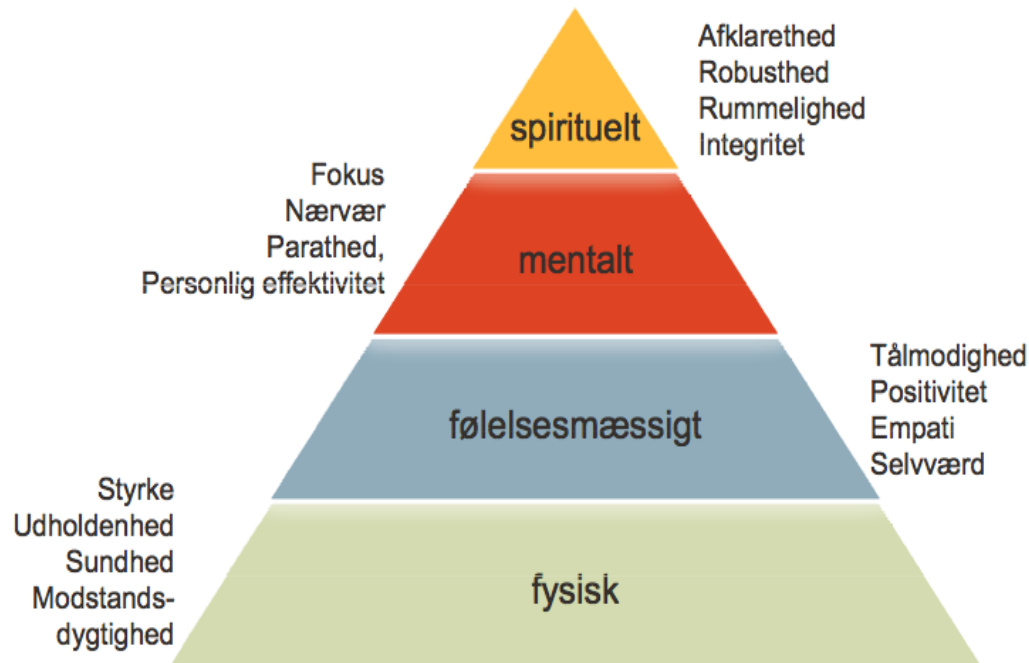 Afklarethed
Robusthed
Rummelighed
Integritet
spirituelt
Fokus
Nærvær
Parathed,
Personlig effektivitet
mentalt
Tålmodighed
Positivitet
Empati
Selvværd
følelsesmæssigt
Styrke
Udholdenhed
Sundhed
Modstands-
dygtighed
fysisk